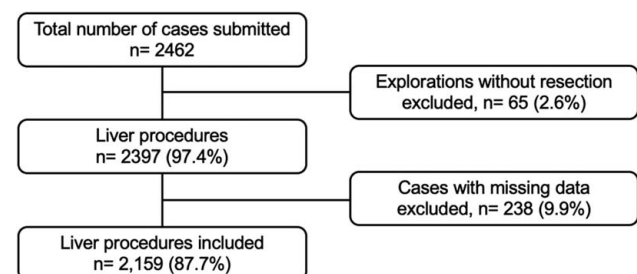 Total number of cases submitted
n= 2462
Explorations without resection
excluded, n= 65 (2.6%)
Liver procedures
n= 2397 (97.4%)
Cases with missing data
excluded, n= 238 (9.9%)
Liver procedures included
n= 2,159 (87.7%)